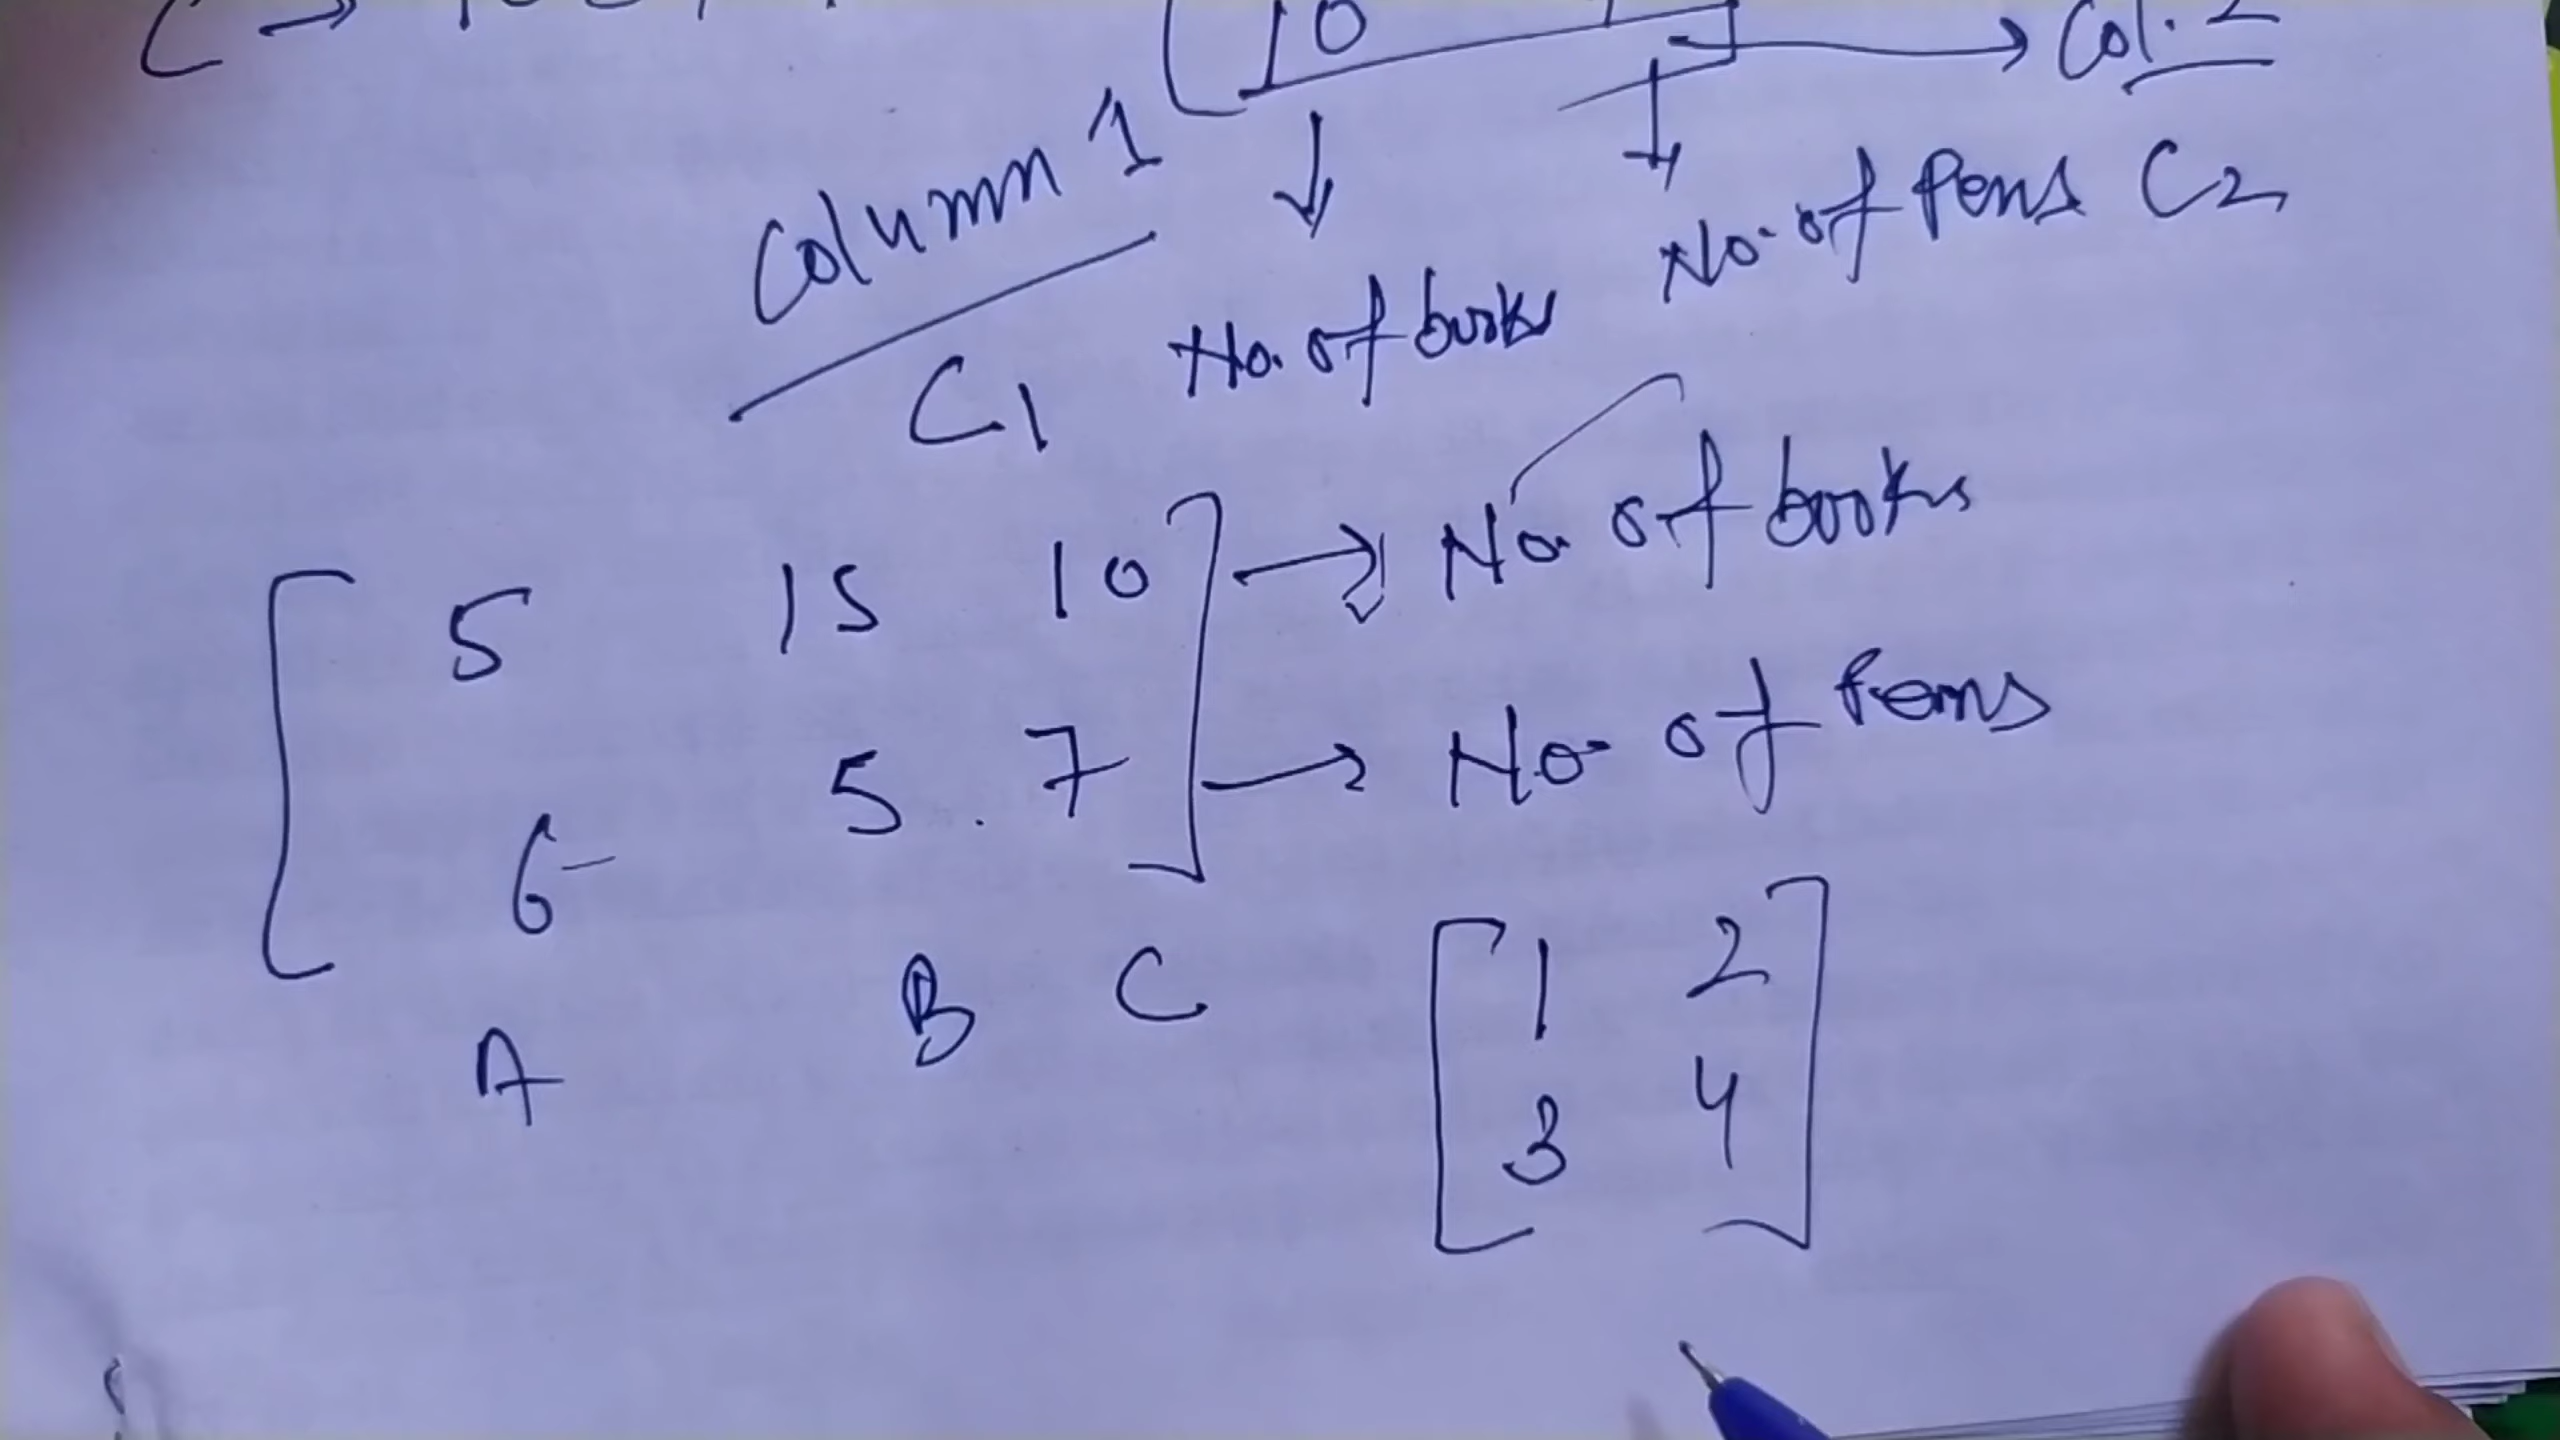 C →
10 → Col. 2
Column 1
No. of Pens C2
C1 No. of books
5 15 10 → No. of books
6 5 7 → No. of Pens
A B C
1 2
3 4